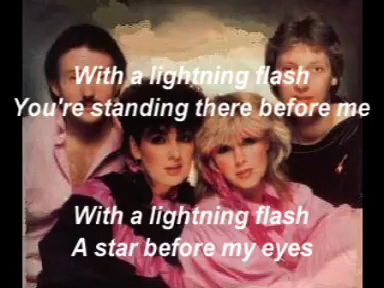 With a lightning flash
You're standing there before me
With a lightning flash
A star before my eyes